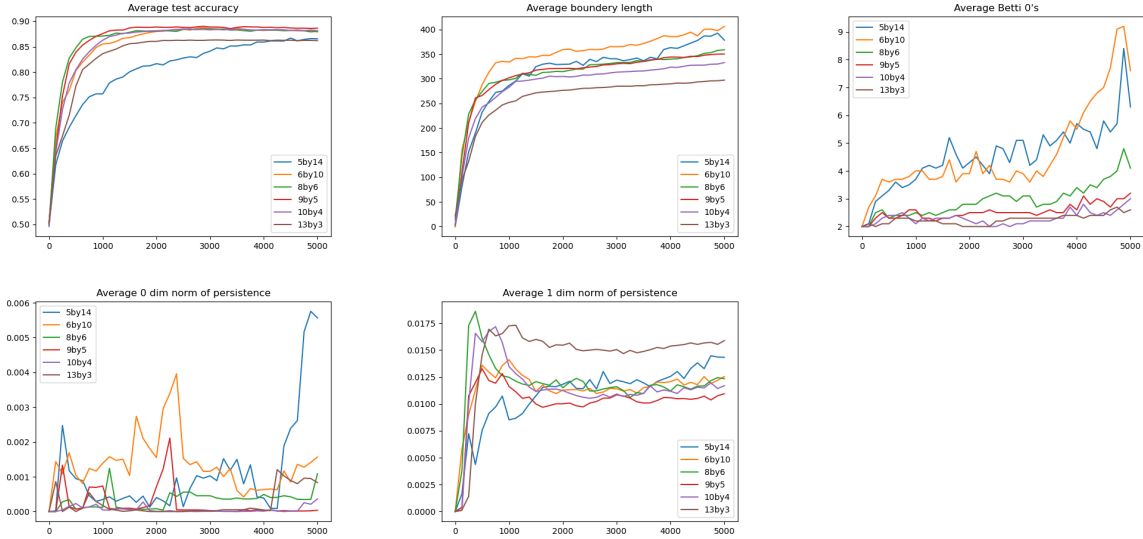 Average test accuracy
0.90
0.85
0.80
0.75
0.70
0.65
0.60
0.55
0.50
0 1000 2000 3000 4000 5000
5by14
6by10
8by6
9by5
10by4
13by3
Average boundery length
400
350
300
250
200
150
100
50
0
0 1000 2000 3000 4000 5000
5by14
6by10
8by6
9by5
10by4
13by3
Average Betti 0's
9
8
7
6
5
4
3
2
0 1000 2000 3000 4000 5000
5by14
6by10
8by6
9by5
10by4
13by3
Average 0 dim norm of persistence
0.006
0.005
0.004
0.003
0.002
0.001
0.000
0 1000 2000 3000 4000 5000
5by14
6by10
8by6
9by5
10by4
13by3
Average 1 dim norm of persistence
0.0175
0.0150
0.0125
0.0100
0.0075
0.0050
0.0025
0.0000
0 1000 2000 3000 4000 5000
5by14
6by10
8by6
9by5
10by4
13by3